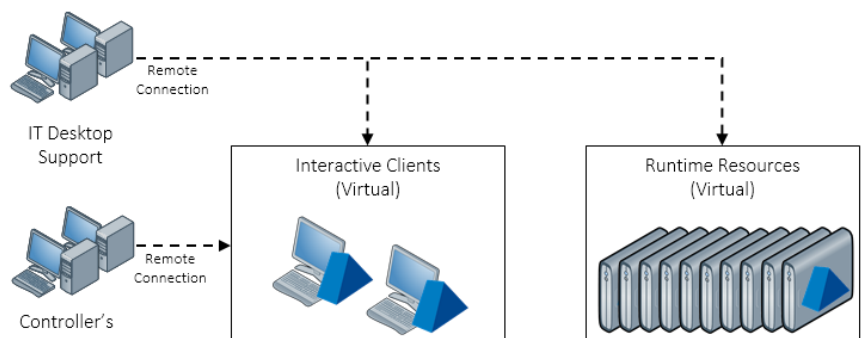 Remote
Connection
IT Desktop
Support
Interactive Clients
(Virtual)
Runtime Resources
(Virtual)
Remote
Connection
Controller's